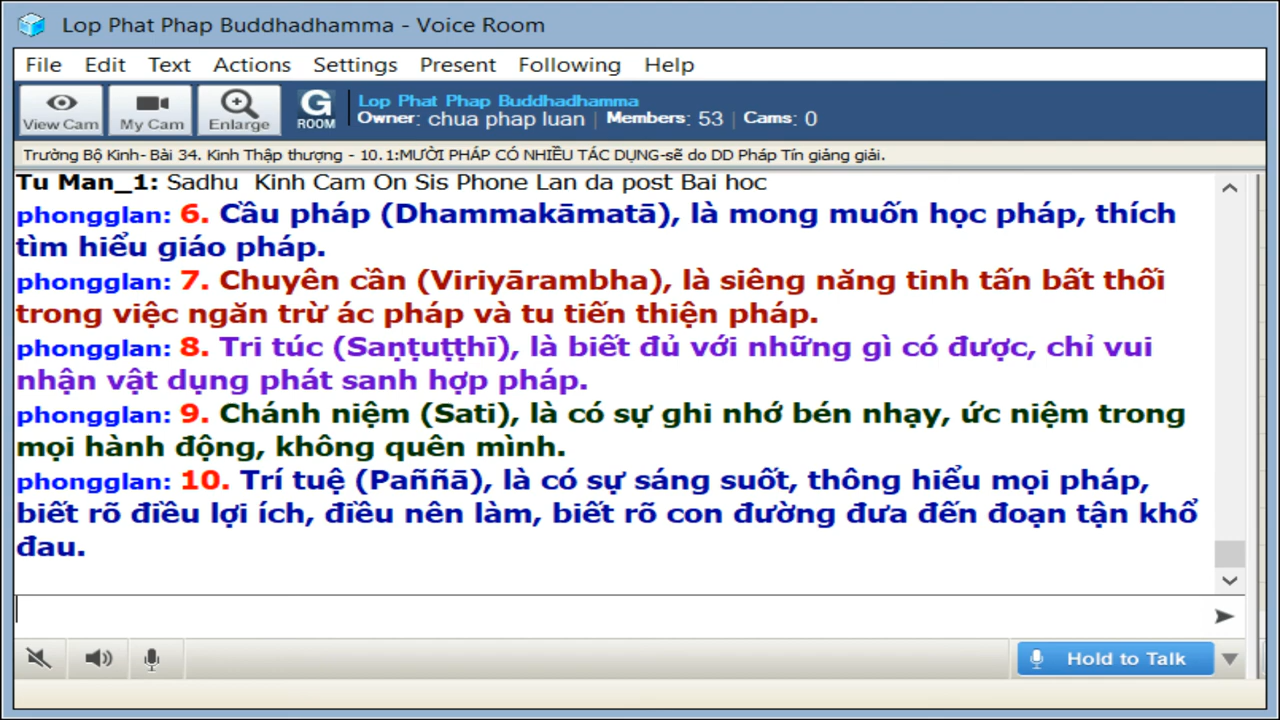 Lop Phat Phap Buddhadhamma - Voice Room
File Edit Text Actions Settings Present Following Help
View Cam My Cam Enlarge G ROOM
Lop Phat Phap Buddhadhamma
Owner: chua phap luan | Members: 53 | Cams: 0
Trường Bộ Kinh- Bài 34. Kinh Thập thượng - 10.1:MƯỜI PHÁP CÓ NHIỀU TÁC DỤNG-sẽ do DD Pháp Tín giảng giải.
Tu Man_1: Sadhu Kinh Cam On Sis Phone Lan da post Bai hoc
phongglan: 6. Cầu pháp (Dhammakāmatā), là mong muốn học pháp, thích
tìm hiểu giáo pháp.
phongglan: 7. Chuyên cần (Viriyārambha), là siêng năng tinh tấn bất thối
trong việc ngăn trừ ác pháp và tu tiến thiện pháp.
phongglan: 8. Tri túc (Saṇṭuṭṭhī), là biết đủ với những gì có được, chỉ vui
nhận vật dụng phát sanh hợp pháp.
phongglan: 9. Chánh niệm (Sati), là có sự ghi nhớ bén nhạy, ức niệm trong
mọi hành động, không quên mình.
phongglan: 10. Trí tuệ (Paññā), là có sự sáng suốt, thông hiểu mọi pháp,
biết rõ điều lợi ích, điều nên làm, biết rõ con đường đưa đến đoạn tận khổ
đau.
Hold to Talk